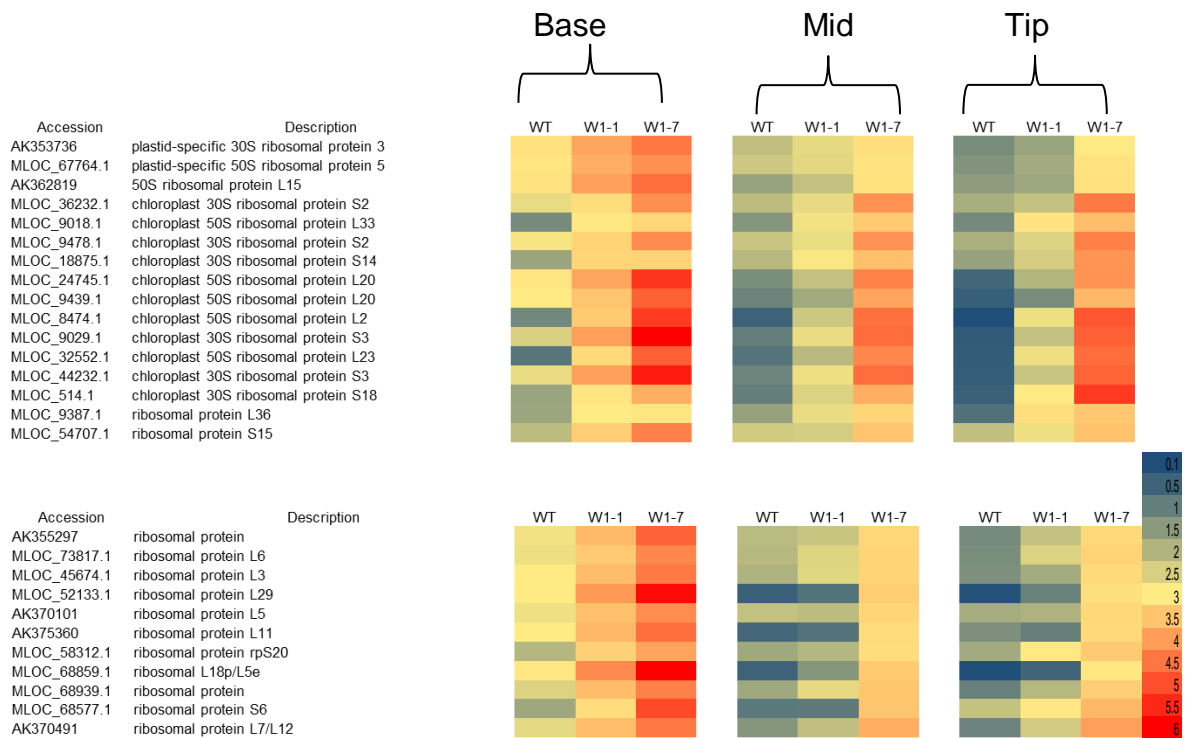 Base Mid Tip
Accession Description WT W1-1 W1-7 WT W1-1 W1-7 WT W1-1 W1-7
AK353736 plastid-specific 30S ribosomal protein 3
MLOC_67764.1 plastid-specific 50S ribosomal protein 5
AK362819 50S ribosomal protein L15
MLOC_36232.1 chloroplast 30S ribosomal protein S2
MLOC_9018.1 chloroplast 50S ribosomal protein L33
MLOC_9478.1 chloroplast 30S ribosomal protein S2
MLOC_18875.1 chloroplast 30S ribosomal protein S14
MLOC_24745.1 chloroplast 50S ribosomal protein L20
MLOC_9439.1 chloroplast 50S ribosomal protein L20
MLOC_8474.1 chloroplast 50S ribosomal protein L2
MLOC_9029.1 chloroplast 30S ribosomal protein S3
MLOC_32552.1 chloroplast 50S ribosomal protein L23
MLOC_44232.1 chloroplast 30S ribosomal protein S3
MLOC_514.1 chloroplast 30S ribosomal protein S18
MLOC_9387.1 ribosomal protein L36
MLOC_54707.1 ribosomal protein S15
Accession Description WT W1-1 W1-7 WT W1-1 W1-7 WT W1-1 W1-7
AK355297 ribosomal protein
MLOC_73817.1 ribosomal protein L6
MLOC_45674.1 ribosomal protein L3
MLOC_52133.1 ribosomal protein L29
AK370101 ribosomal protein L5
AK375360 ribosomal protein L11
MLOC_58312.1 ribosomal protein rpS20
MLOC_68859.1 ribosomal L18p/L5e
MLOC_68939.1 ribosomal protein
MLOC_68577.1 ribosomal protein S6
AK370491 ribosomal protein L7/L12
0.1
0.5
1
1.5
2
2.5
3
3.5
4
4.5
5
5.5
6